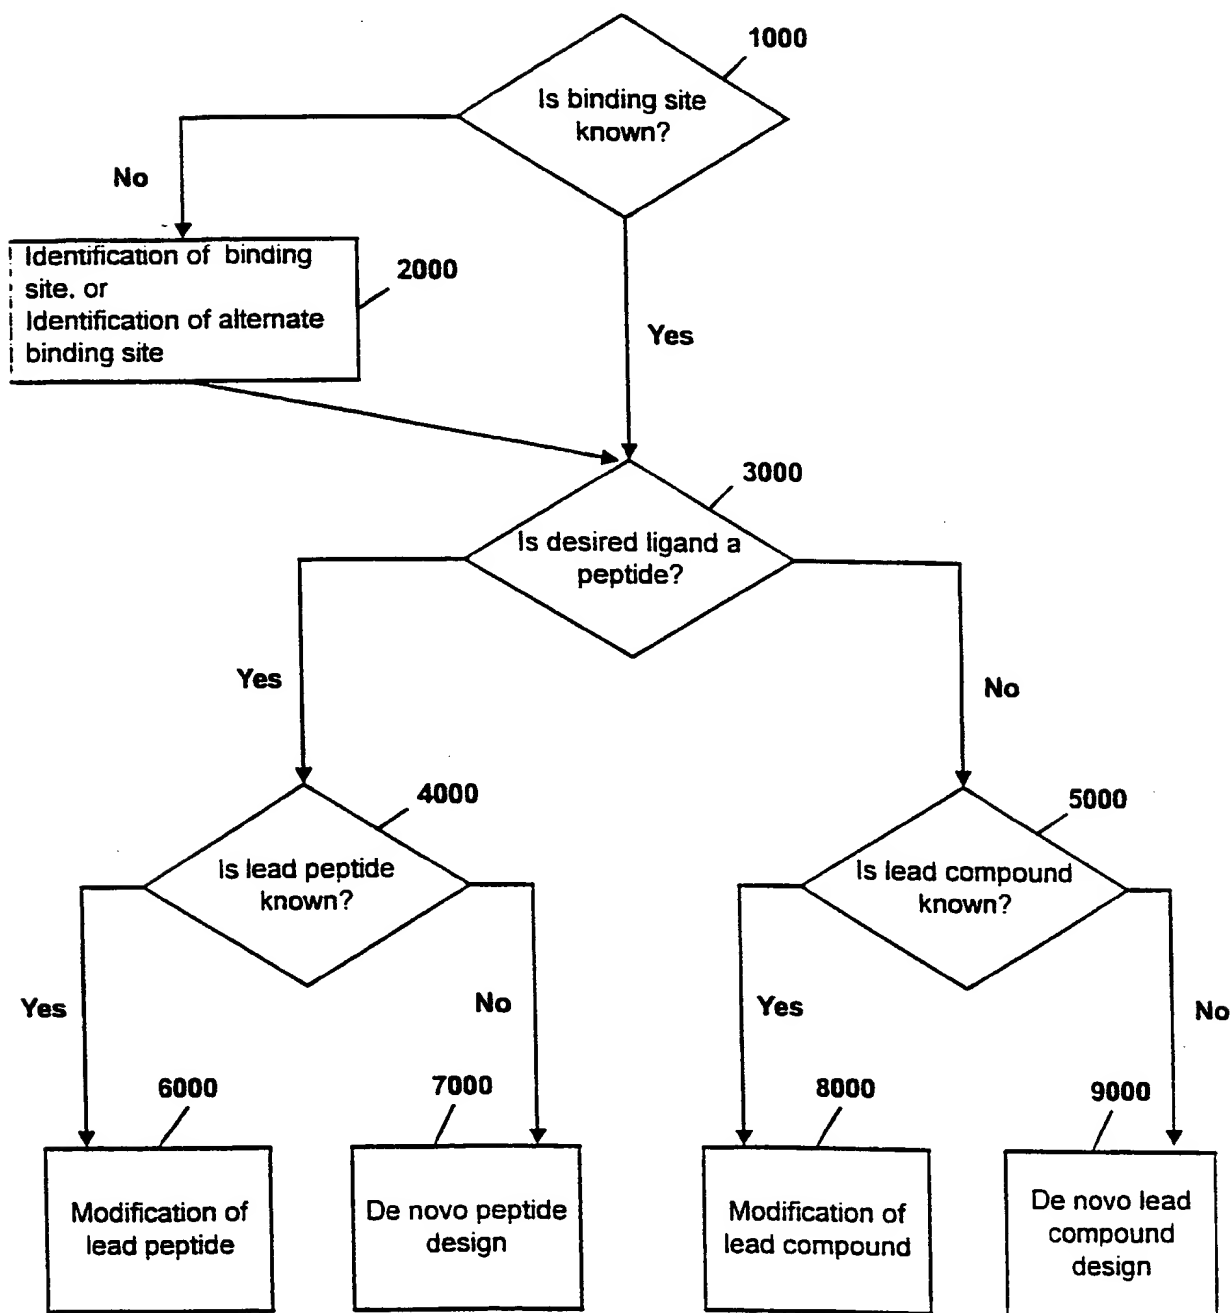 1000
Is binding site
known?
No
Identification of binding
site. or
Identification of alternate
binding site
2000
Yes
3000
Is desired ligand a
peptide?
Yes
No
4000
Is lead peptide
known?
5000
Is lead compound
known?
Yes
No
Yes
No
6000
7000
8000
9000
Modification of
lead peptide
De novo peptide
design
Modification of
lead compound
De novo lead
compound
design